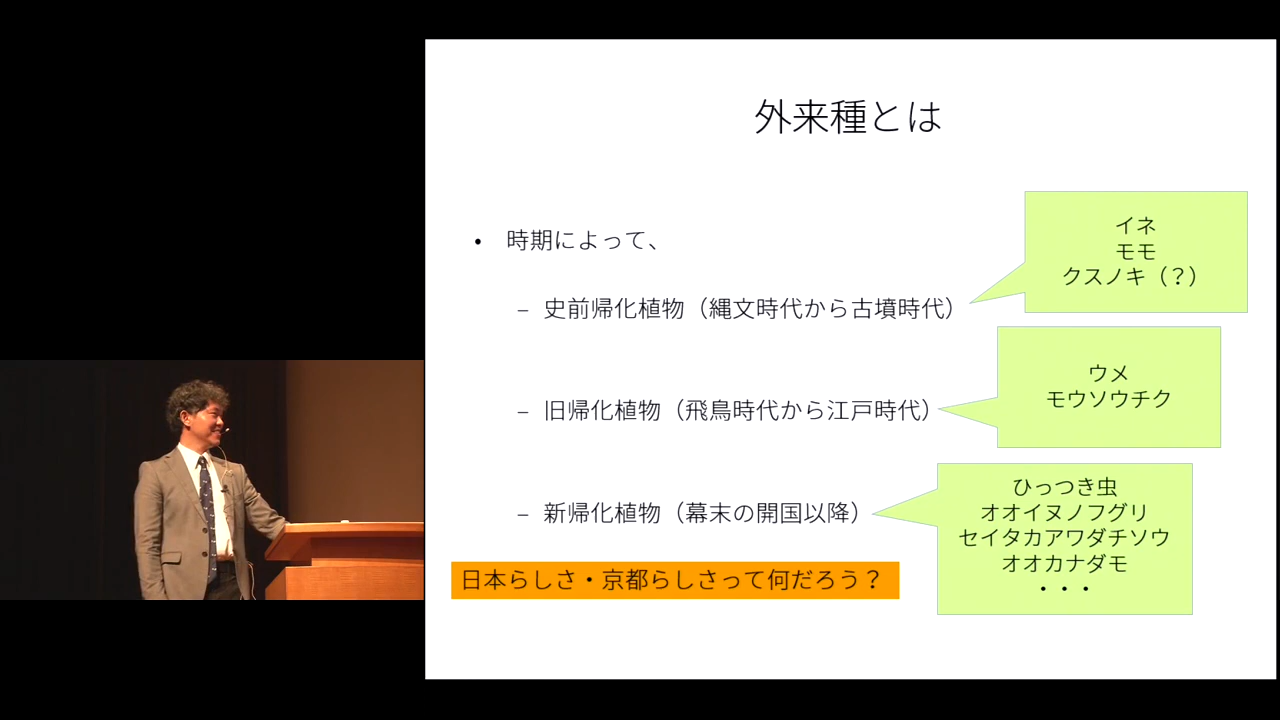 外来種とは
• 時期によって、
– 史前帰化植物（縄文時代から古墳時代）
イネ
モモ
クスノキ（？）
– 旧帰化植物（飛鳥時代から江戸時代）
ウメ
モウソウチク
– 新帰化植物（幕末の開国以降）
ひっつき虫
オオイヌノフグリ
セイタカアワダチソウ
オオカナダモ
・・・
日本らしさ・京都らしさって何だろう？